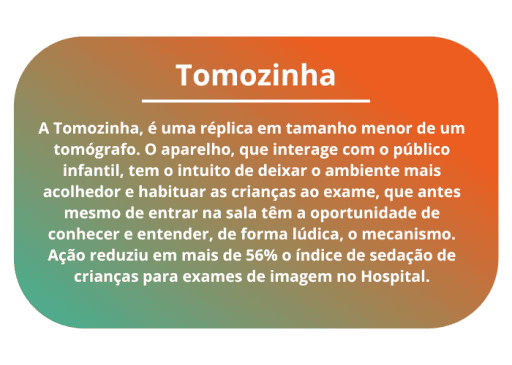 Tomozinha
A Tomozinha, é uma réplica em tamanho menor de um
tomógrafo. O aparelho, que interage com o público
infantil, tem o intuito de deixar o ambiente mais
acolhedor e habituar as crianças ao exame, que antes
mesmo de entrar na sala têm a oportunidade de
conhecer e entender, de forma lúdica, o mecanismo.
Ação reduziu em mais de 56% o índice de sedação de
crianças para exames de imagem no Hospital.